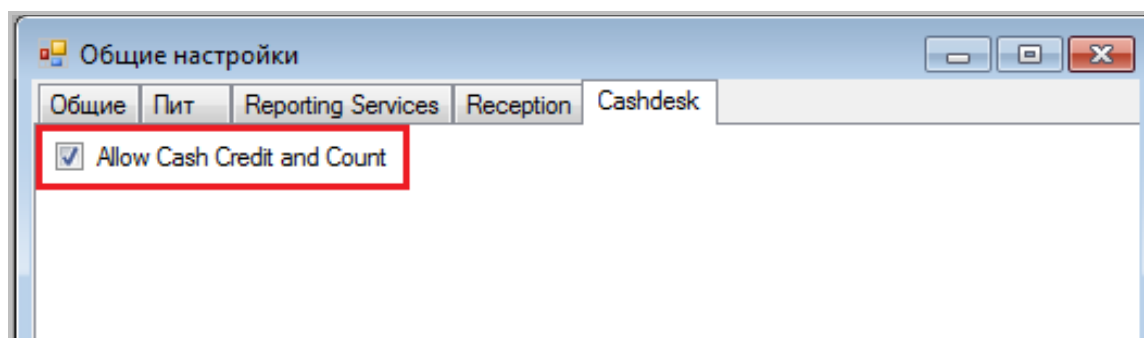 Общие настройки
Общие Пит Reporting Services Reception Cashdesk
Allow Cash Credit and Count